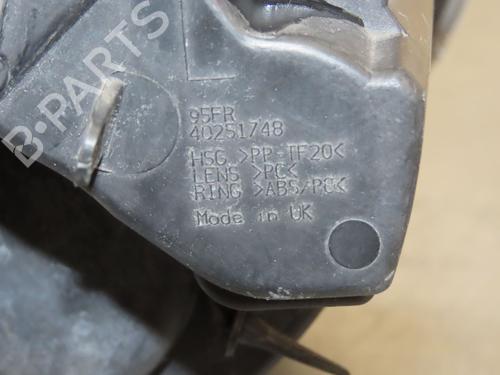 B-PARTS
95FR
40251748
HSG. >PP-TF20<
LENS >PC<
RING >ABS/PC<
Made in UK